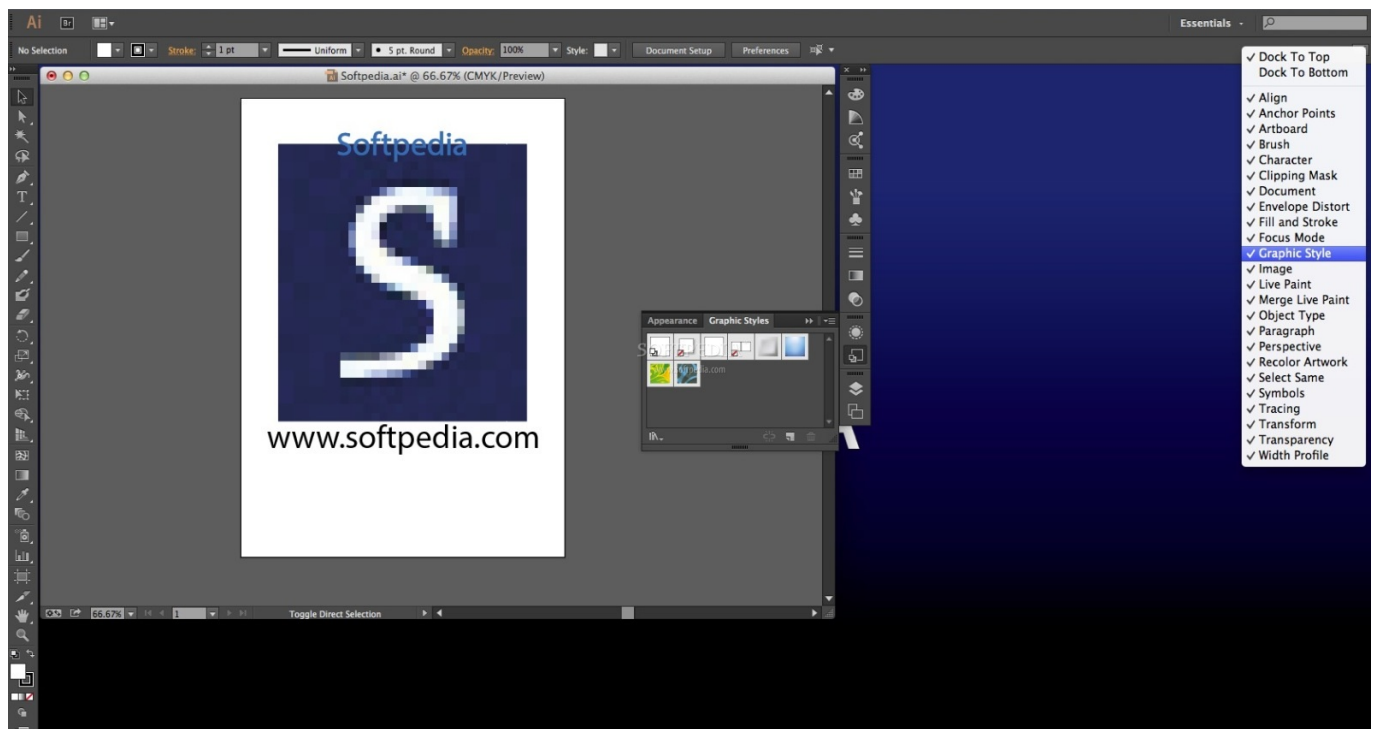 Ai Br Essentials
No Selection Stroke: 1 pt Uniform 5 pt. Round Opacity: 100% Style: Document Setup Preferences
Softpedia.ai* @ 66.67% (CMYK/Preview)
Softpedia
S
www.softpedia.com
Appearance Graphic Styles
66.67% 1 Toggle Direct Selection
✓ Dock To Top
Dock To Bottom
✓ Align
✓ Anchor Points
✓ Artboard
✓ Brush
✓ Character
✓ Clipping Mask
✓ Document
✓ Envelope Distort
✓ Fill and Stroke
✓ Focus Mode
✓ Graphic Style
✓ Image
✓ Live Paint
✓ Merge Live Paint
✓ Object Type
✓ Paragraph
✓ Perspective
✓ Recolor Artwork
✓ Select Same
✓ Symbols
✓ Tracing
✓ Transform
✓ Transparency
✓ Width Profile